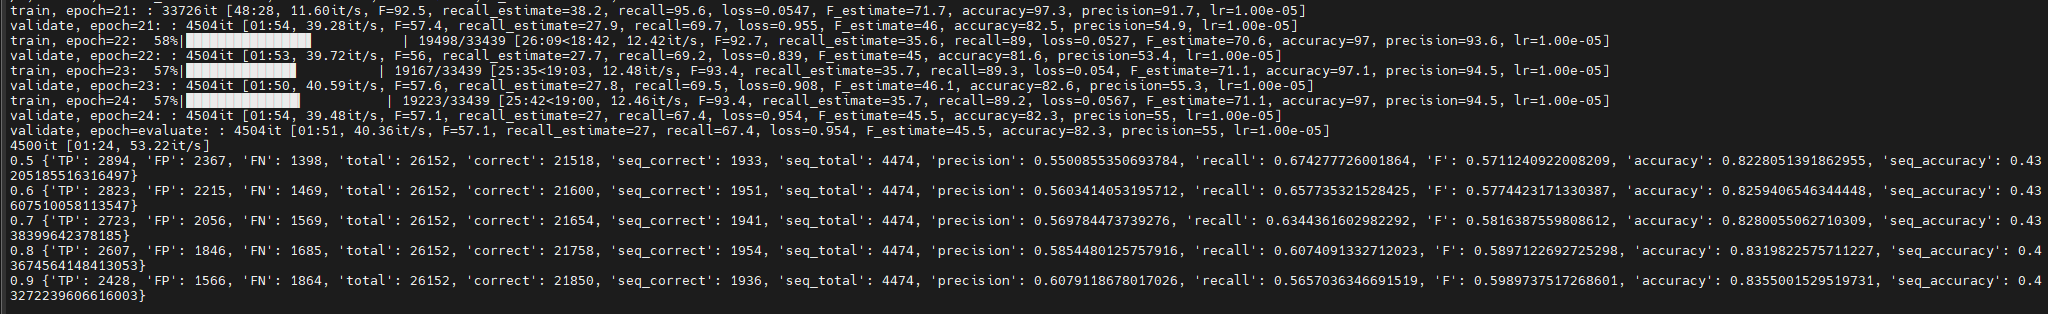 train, epoch=21: : 33726it [48:28, 11.60it/s, F=92.5, recall_estimate=38.2, recall=95.6, loss=0.0547, F_estimate=71.7, accuracy=97.3, precision=91.7, lr=1.00e-05]
validate, epoch=21: : 4504it [01:54, 39.28it/s, F=57.4, recall_estimate=27.9, recall=69.7, loss=0.955, F_estimate=46, accuracy=82.5, precision=54.9, lr=1.00e-05]
train, epoch=22:  58%|███████████████         | 19498/33439 [26:09<18:42, 12.42it/s, F=92.7, recall_estimate=35.6, recall=89, loss=0.0527, F_estimate=70.6, accuracy=97, precision=93.6, lr=1.00e-05]
validate, epoch=22: : 4504it [01:53, 39.72it/s, F=56, recall_estimate=27.7, recall=69.2, loss=0.839, F_estimate=45, accuracy=81.6, precision=53.4, lr=1.00e-05]
train, epoch=23:  57%|█████████████         | 19167/33439 [25:35<19:03, 12.48it/s, F=93.4, recall_estimate=35.7, recall=89.3, loss=0.054, F_estimate=71.1, accuracy=97.1, precision=94.5, lr=1.00e-05]
validate, epoch=23: : 4504it [01:50, 40.59it/s, F=57.6, recall_estimate=27.8, recall=69.5, loss=0.908, F_estimate=46.1, accuracy=82.6, precision=55.3, lr=1.00e-05]
train, epoch=24:  57%|█████████████         | 19223/33439 [25:42<19:00, 12.46it/s, F=93.4, recall_estimate=35.7, recall=89.2, loss=0.0567, F_estimate=71.1, accuracy=97, precision=94.5, lr=1.00e-05]
validate, epoch=24: : 4504it [01:54, 39.48it/s, F=57.1, recall_estimate=27, recall=67.4, loss=0.954, F_estimate=45.5, accuracy=82.3, precision=55, lr=1.00e-05]
validate, epoch=evaluate: : 4504it [01:51, 40.36it/s, F=57.1, recall_estimate=27, recall=67.4, loss=0.954, F_estimate=45.5, accuracy=82.3, precision=55, lr=1.00e-05]
4500it [01:24, 53.22it/s]
0.5 {'TP': 2894, 'FP': 2367, 'FN': 1398, 'total': 26152, 'correct': 21518, 'seq_correct': 1933, 'seq_total': 4474, 'precision': 0.5500855350693784, 'recall': 0.674277726001864, 'F': 0.5711240922008209, 'accuracy': 0.8228051391862955, 'seq_accuracy': 0.43
205185516316497}
0.6 {'TP': 2823, 'FP': 2215, 'FN': 1469, 'total': 26152, 'correct': 21600, 'seq_correct': 1951, 'seq_total': 4474, 'precision': 0.5603414053195712, 'recall': 0.657735321528425, 'F': 0.5774423171330387, 'accuracy': 0.8259406546344448, 'seq_accuracy': 0.43
607510058113547}
0.7 {'TP': 2723, 'FP': 2056, 'FN': 1569, 'total': 26152, 'correct': 21654, 'seq_correct': 1941, 'seq_total': 4474, 'precision': 0.569784473739276, 'recall': 0.6344361602982292, 'F': 0.5816387559808612, 'accuracy': 0.8280055062710309, 'seq_accuracy': 0.43
38399642378185}
0.8 {'TP': 2607, 'FP': 1846, 'FN': 1685, 'total': 26152, 'correct': 21758, 'seq_correct': 1954, 'seq_total': 4474, 'precision': 0.5854480125757916, 'recall': 0.6074091332712023, 'F': 0.5897122692725298, 'accuracy': 0.8319822575711227, 'seq_accuracy': 0.4
3674564148413053}
0.9 {'TP': 2428, 'FP': 1566, 'FN': 1864, 'total': 26152, 'correct': 21850, 'seq_correct': 1936, 'seq_total': 4474, 'precision': 0.6079118678017026, 'recall': 0.5657036346691519, 'F': 0.5989737517268601, 'accuracy': 0.8355001529519731, 'seq_accuracy': 0.4
3272239606616003}